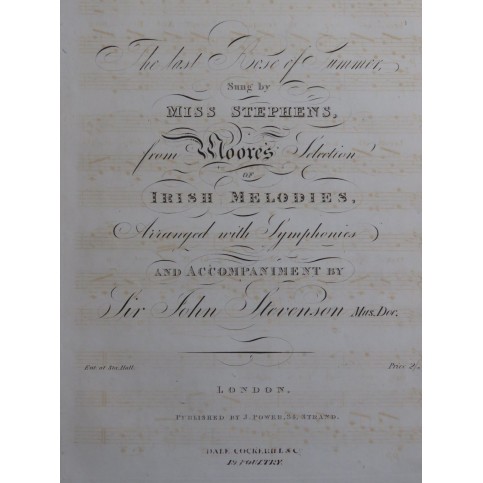 The last Rose of Summer,
Sung by
MISS STEPHENS,
from Moore's Selection
OF
IRISH MELODIES,
Arranged with Symphonies
AND ACCOMPANIMENT BY
Sir John Stevenson Mus. Doc.
Ent. at Sta. Hall.
Price
LONDON,
PUBLISHED BY J. POWER, 34, STRAND.
DALE, COCKERILL & Co
19, POULTRY.